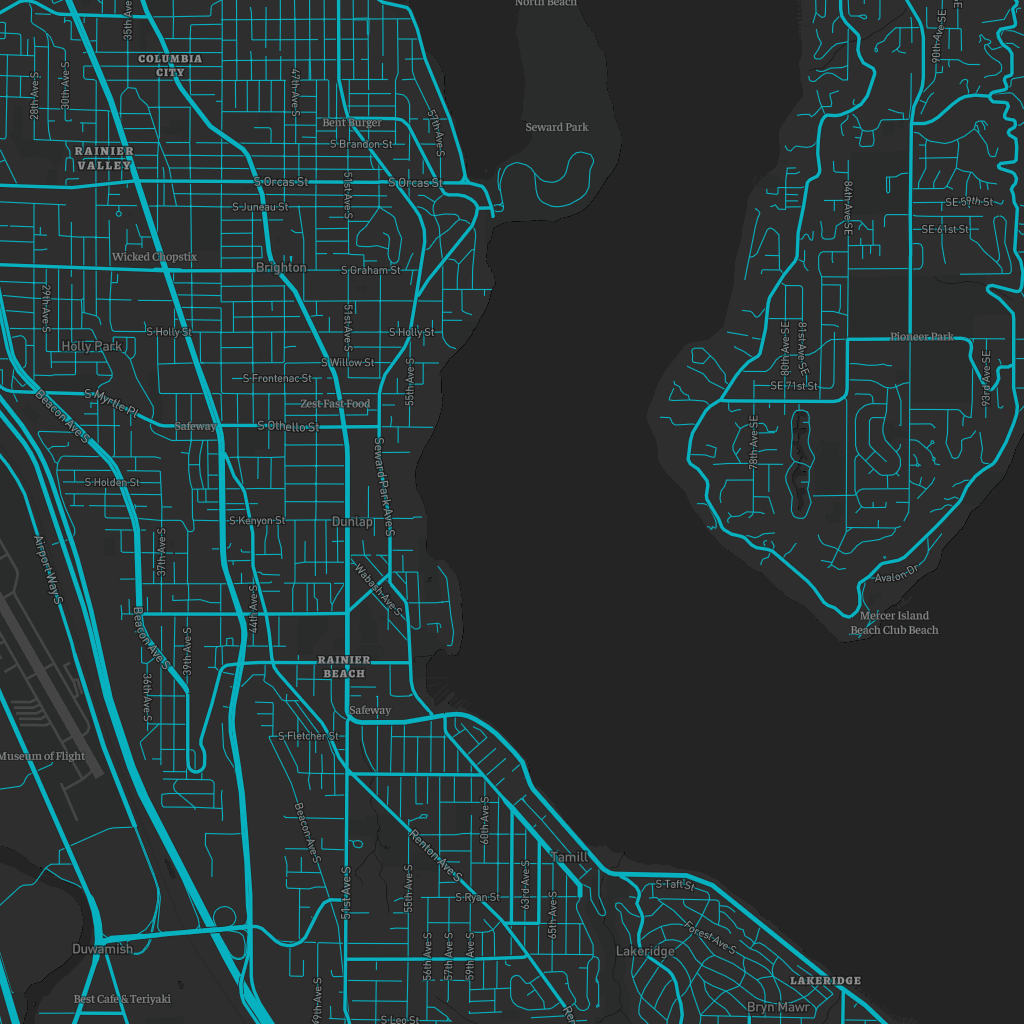 North Beach
35th Ave S
90th Ave SE
COLUMBIA
CITY
28th Ave S
30th Ave S
47th Ave S
Bent Burger
57th Ave S
Seward Park
S Brandon St
RAINIER
VALLEY
S Orcas St
S Orcas St
51st Ave S
84th Ave SE
SE 59th St
S Juneau St
SE 61st St
Wicked Chopstix
Brighton
S Graham St
29th Ave S
51st Ave S
S Holly St
S Holly St
80th Ave SE
81st Ave SE
Pioneer Park
Holly Park
S Willow St
S Frontenac St
55th Ave S
SE 71st St
93rd Ave SE
S Myrtle Pl
Beacon Ave S
Zest Fast Food
Safeway
S Othello St
78th Ave SE
Seward Park Ave S
S Holden St
S Kenyon St
Dunlap
37th Ave S
Airport Way S
Wabash Ave S
Avalon Dr
44th Ave S
Beacon Ave S
39th Ave S
Mercer Island
Beach Club Beach
RAINIER
BEACH
36th Ave S
Safeway
S Fletcher St
Museum of Flight
Beacon Ave S
60th Ave S
Renton Ave S
Tamill
51st Ave S
55th Ave S
63rd Ave S
S Ryan St
65th Ave S
S Taft St
Forest Ave S
Duwamish
56th Ave S
57th Ave S
59th Ave S
Lakeridge
LAKERIDGE
Best Cafe & Teriyaki
Bryn Mawr
S Leo St